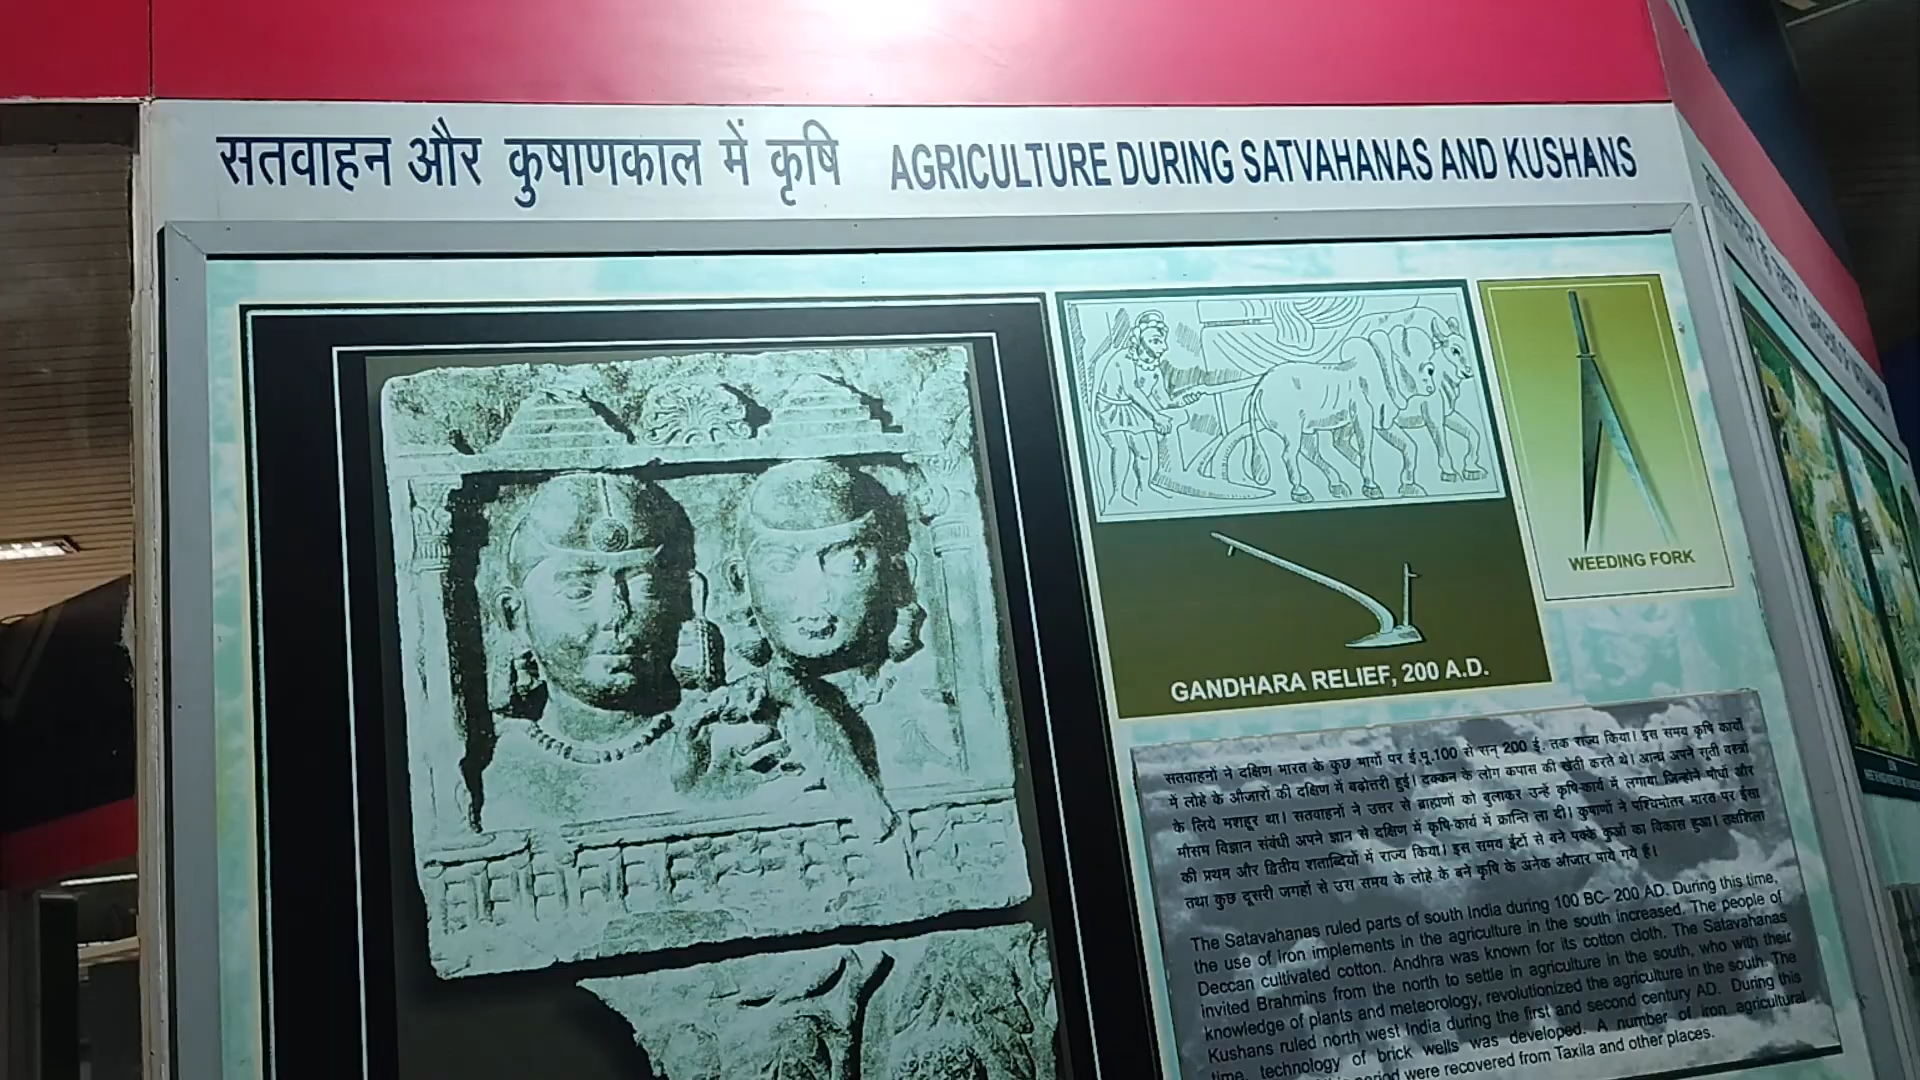 सतवाहन और कुषाणकाल में कृषि AGRICULTURE DURING SATVAHANAS AND KUSHANS
WEEDING FORK
GANDHARA RELIEF, 200 A.D.
सतवाहनों ने दक्षिण भारत के कुछ भागों पर ई.पू.100 से सन् 200 ई. तक राज्य किया। इस समय कृषि कार्यों
में लोहे के औजारों की दक्षिण में बढ़ोत्तरी हुई। दक्कन के लोग कपास की खेती करते थे। आन्ध्र अपने सूती वस्त्रों
के लिये मशहूर था। सतवाहनों ने उत्तर से ब्राह्मणों को बुलाकर उन्हें कृषि-कार्य में लगाया जिन्होंने पौधों और
मौसम विज्ञान संबंधी अपने ज्ञान से दक्षिण में कृषि-कार्य में क्रान्ति ला दी। कुषाणों ने पश्चिमोत्तर भारत पर ईसा
की प्रथम और द्वितीय शताब्दियों में राज्य किया। इस समय ईंटों से बने पक्के कुओं का विकास हुआ। तक्षशिला
तथा कुछ दूसरी जगहों से उस समय के लोहे के बने कृषि के अनेक औजार पाये गये हैं।
The Satavahanas ruled parts of south India during 100 BC- 200 AD. During this time,
the use of Iron implements in the agriculture in the south increased. The people of
Deccan cultivated cotton. Andhra was known for its cotton cloth. The Satavahanas
invited Brahmins from the north to settle in agriculture in the south, who with their
knowledge of plants and meteorology, revolutionized the agriculture in the south. The
Kushans ruled north west India during the first and second century AD. During this
time, technology of brick wells was developed. A number of iron agricultural
period were recovered from Taxila and other places.